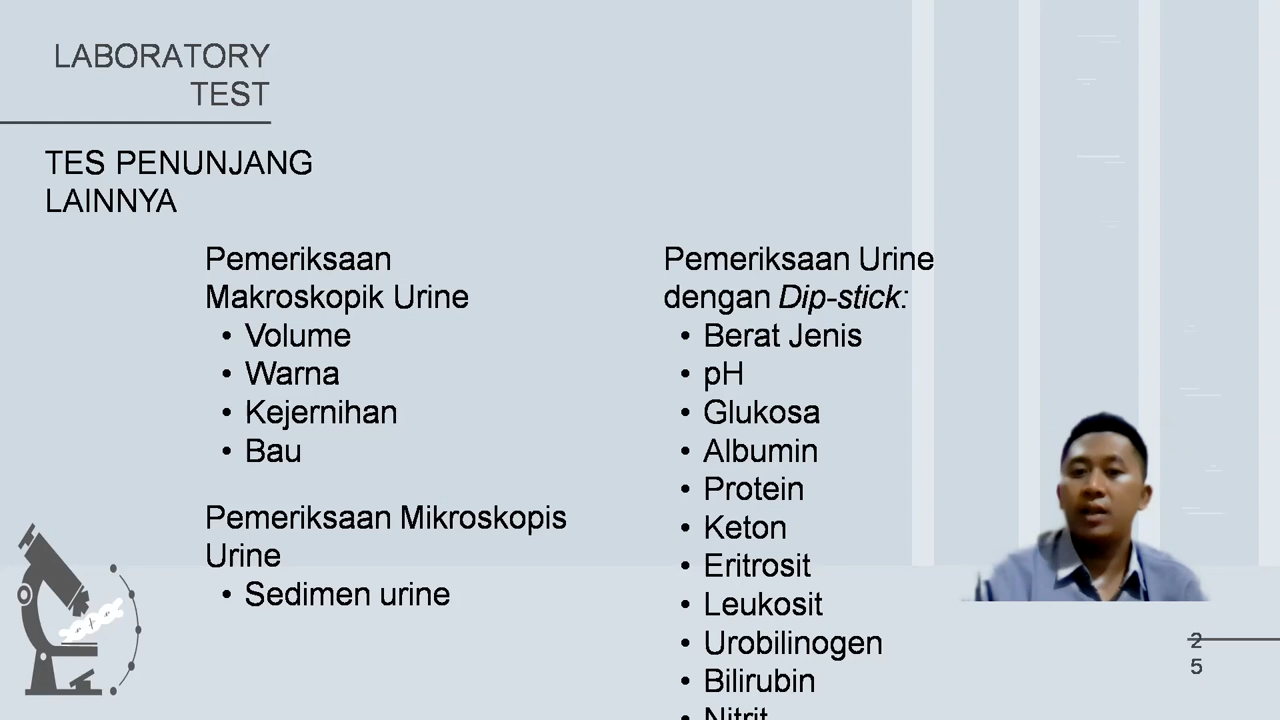 LABORATORY
TEST
TES PENUNJANG
LAINNYA
Pemeriksaan
Makroskopik Urine
• Volume
• Warna
• Kejernihan
• Bau
Pemeriksaan Mikroskopis
Urine
• Sedimen urine
Pemeriksaan Urine
dengan Dip-stick:
• Berat Jenis
• pH
• Glukosa
• Albumin
• Protein
• Keton
• Eritrosit
• Leukosit
• Urobilinogen
• Bilirubin
• Nitrit
2
5